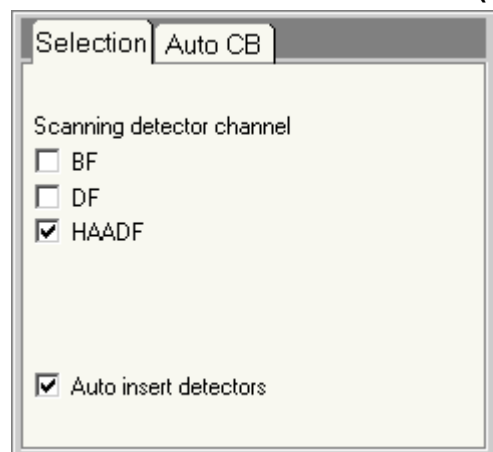 Selection Auto CB
Scanning detector channel
BF
DF
HAADF
Auto insert detectors